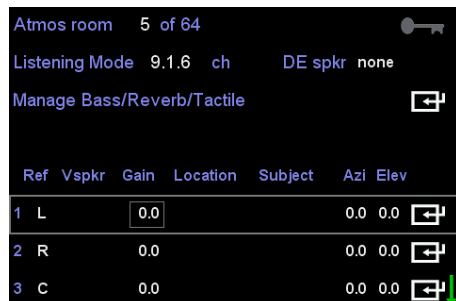 Atmos room 5 of 64
Listening Mode 9.1.6 ch DE spkr none
Manage Bass/Reverb/Tactile
Ref Vspkr Gain Location Subject Azi Elev
1 L 0.0 0.0 0.0
2 R 0.0 0.0 0.0
3 C 0.0 0.0 0.0